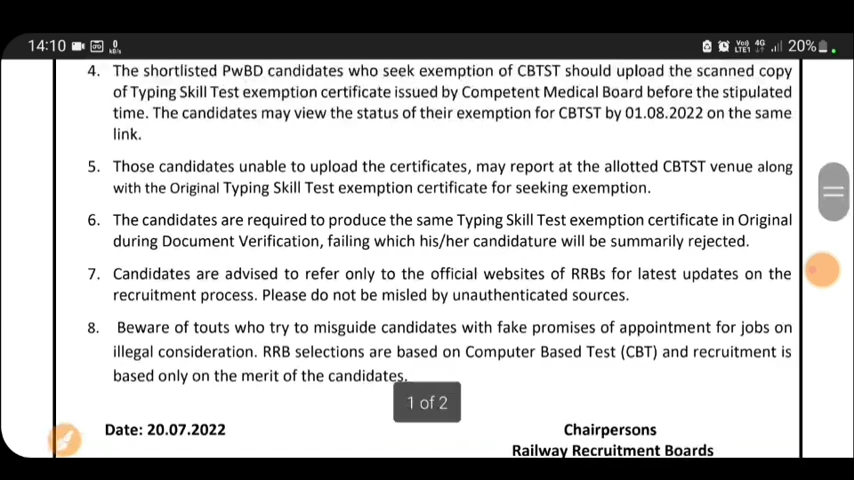 14:10 0 KB/s Vo) LTE1 4G 20%
4. The shortlisted PwBD candidates who seek exemption of CBTST should upload the scanned copy
of Typing Skill Test exemption certificate issued by Competent Medical Board before the stipulated
time. The candidates may view the status of their exemption for CBTST by 01.08.2022 on the same
link.
5. Those candidates unable to upload the certificates, may report at the allotted CBTST venue along
with the Original Typing Skill Test exemption certificate for seeking exemption.
6. The candidates are required to produce the same Typing Skill Test exemption certificate in Original
during Document Verification, failing which his/her candidature will be summarily rejected.
7. Candidates are advised to refer only to the official websites of RRBs for latest updates on the
recruitment process. Please do not be misled by unauthenticated sources.
8. Beware of touts who try to misguide candidates with fake promises of appointment for jobs on
illegal consideration. RRB selections are based on Computer Based Test (CBT) and recruitment is
based only on the merit of the candidates.
1 of 2
Date: 20.07.2022 Chairpersons
Railway Recruitment Boards